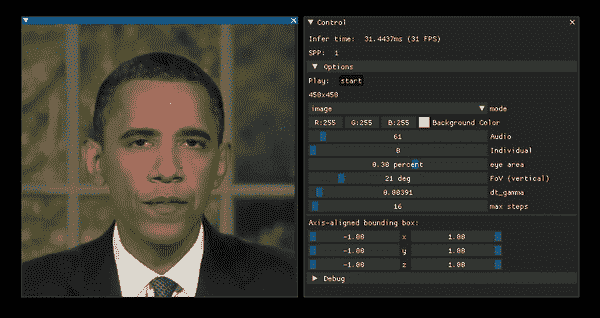 Control
Infer time: 31.4437ms (31 FPS)
SPP: 1
Options
Play: start
450x450
image mode
R:255 G:255 B:255 Background Color
61 Audio
0 Individual
0.30 percent eye area
21 deg FoV (vertical)
0.00391 dt_gamma
16 max steps
Axis-aligned bounding box:
-1.00 x 1.00
-1.00 y 1.00
-1.00 z 1.00
Debug